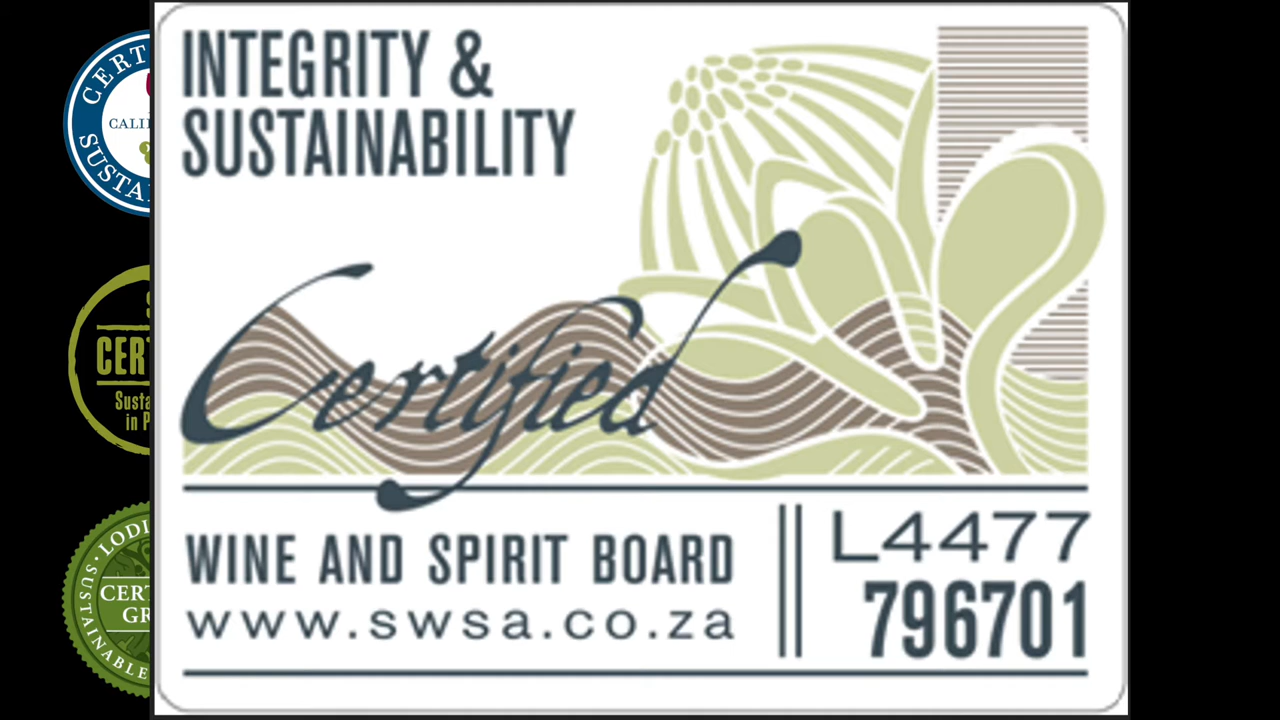 INTEGRITY &
SUSTAINABILITY
Certified
WINE AND SPIRIT BOARD
www.swsa.co.za
L4477
796701